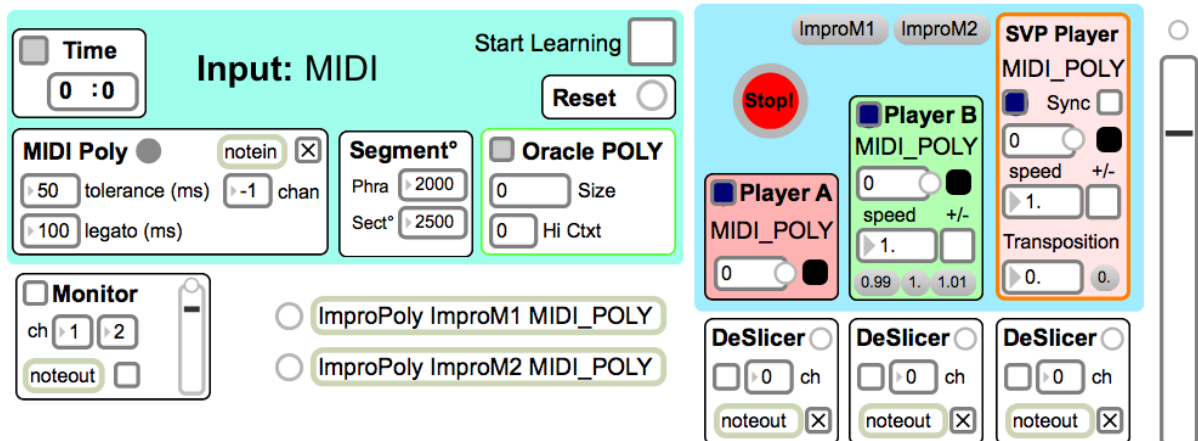 Time
0 :0
Input: MIDI
Start Learning
Reset
MIDI Poly
notein
50 tolerance (ms)
-1 chan
100 legato (ms)
Segment°
Phra 2000
Sect° 2500
Oracle POLY
0 Size
0 Hi Ctxt
Monitor
ch 1 2
noteout
ImproPoly ImproM1 MIDI_POLY
ImproPoly ImproM2 MIDI_POLY
ImproM1
ImproM2
Stop!
Player A
MIDI_POLY
0
Player B
MIDI_POLY
0
speed +/-
1.
0.99 1. 1.01
SVP Player
MIDI_POLY
Sync
0
speed +/-
1.
Transposition
0. 0.
DeSlicer
0 ch
noteout
DeSlicer
0 ch
noteout
DeSlicer
0 ch
noteout